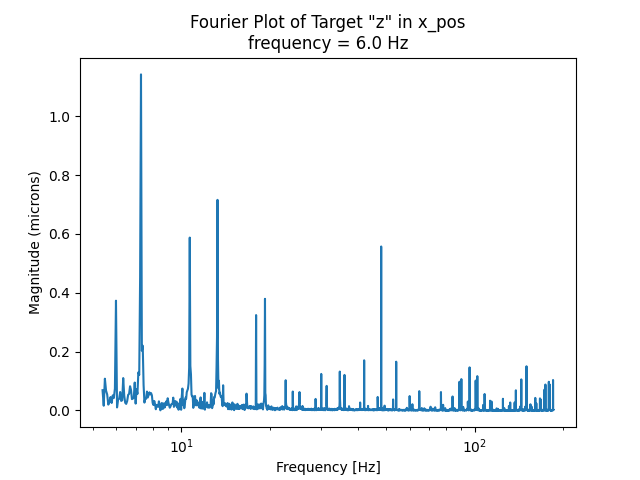 Fourier Plot of Target "z" in x_pos
frequency = 6.0 Hz
Magnitude (microns)
1.0
0.8
0.6
0.4
0.2
0.0
10¹
10²
Frequency [Hz]